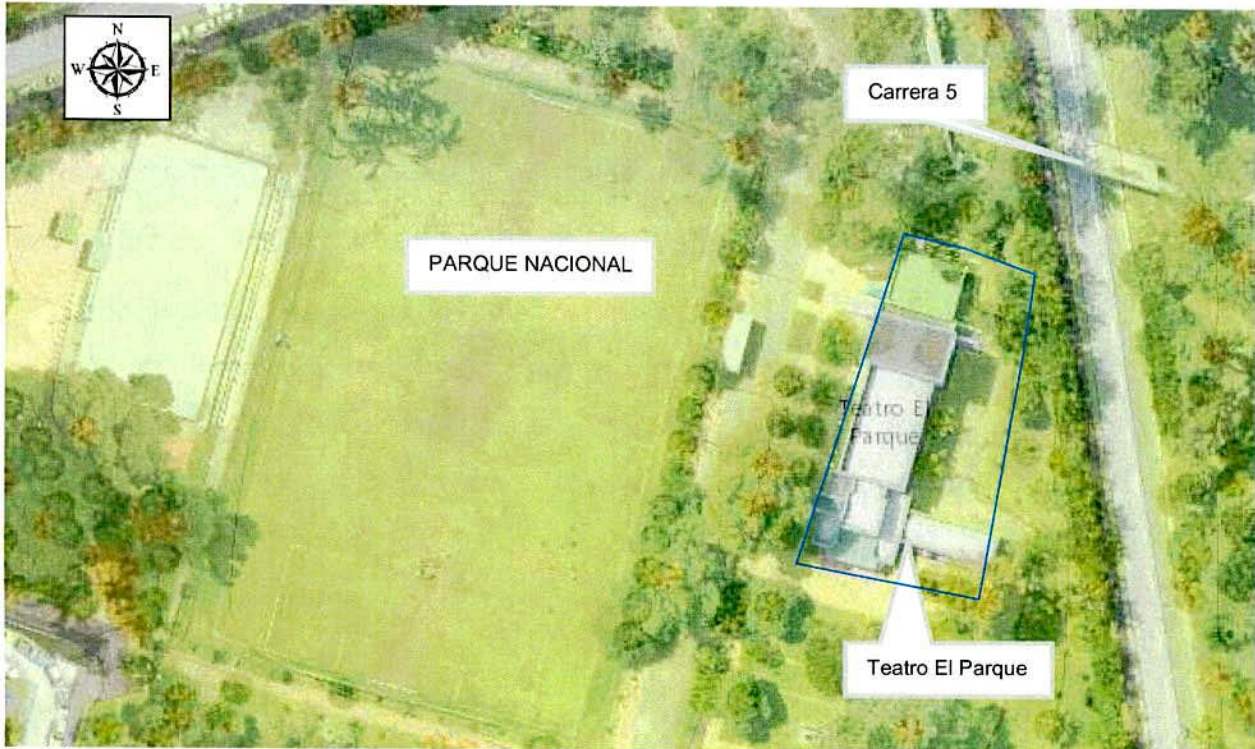 N
W E
S
Carrera 5
PARQUE NACIONAL
Teatro El
Parque
Teatro El Parque